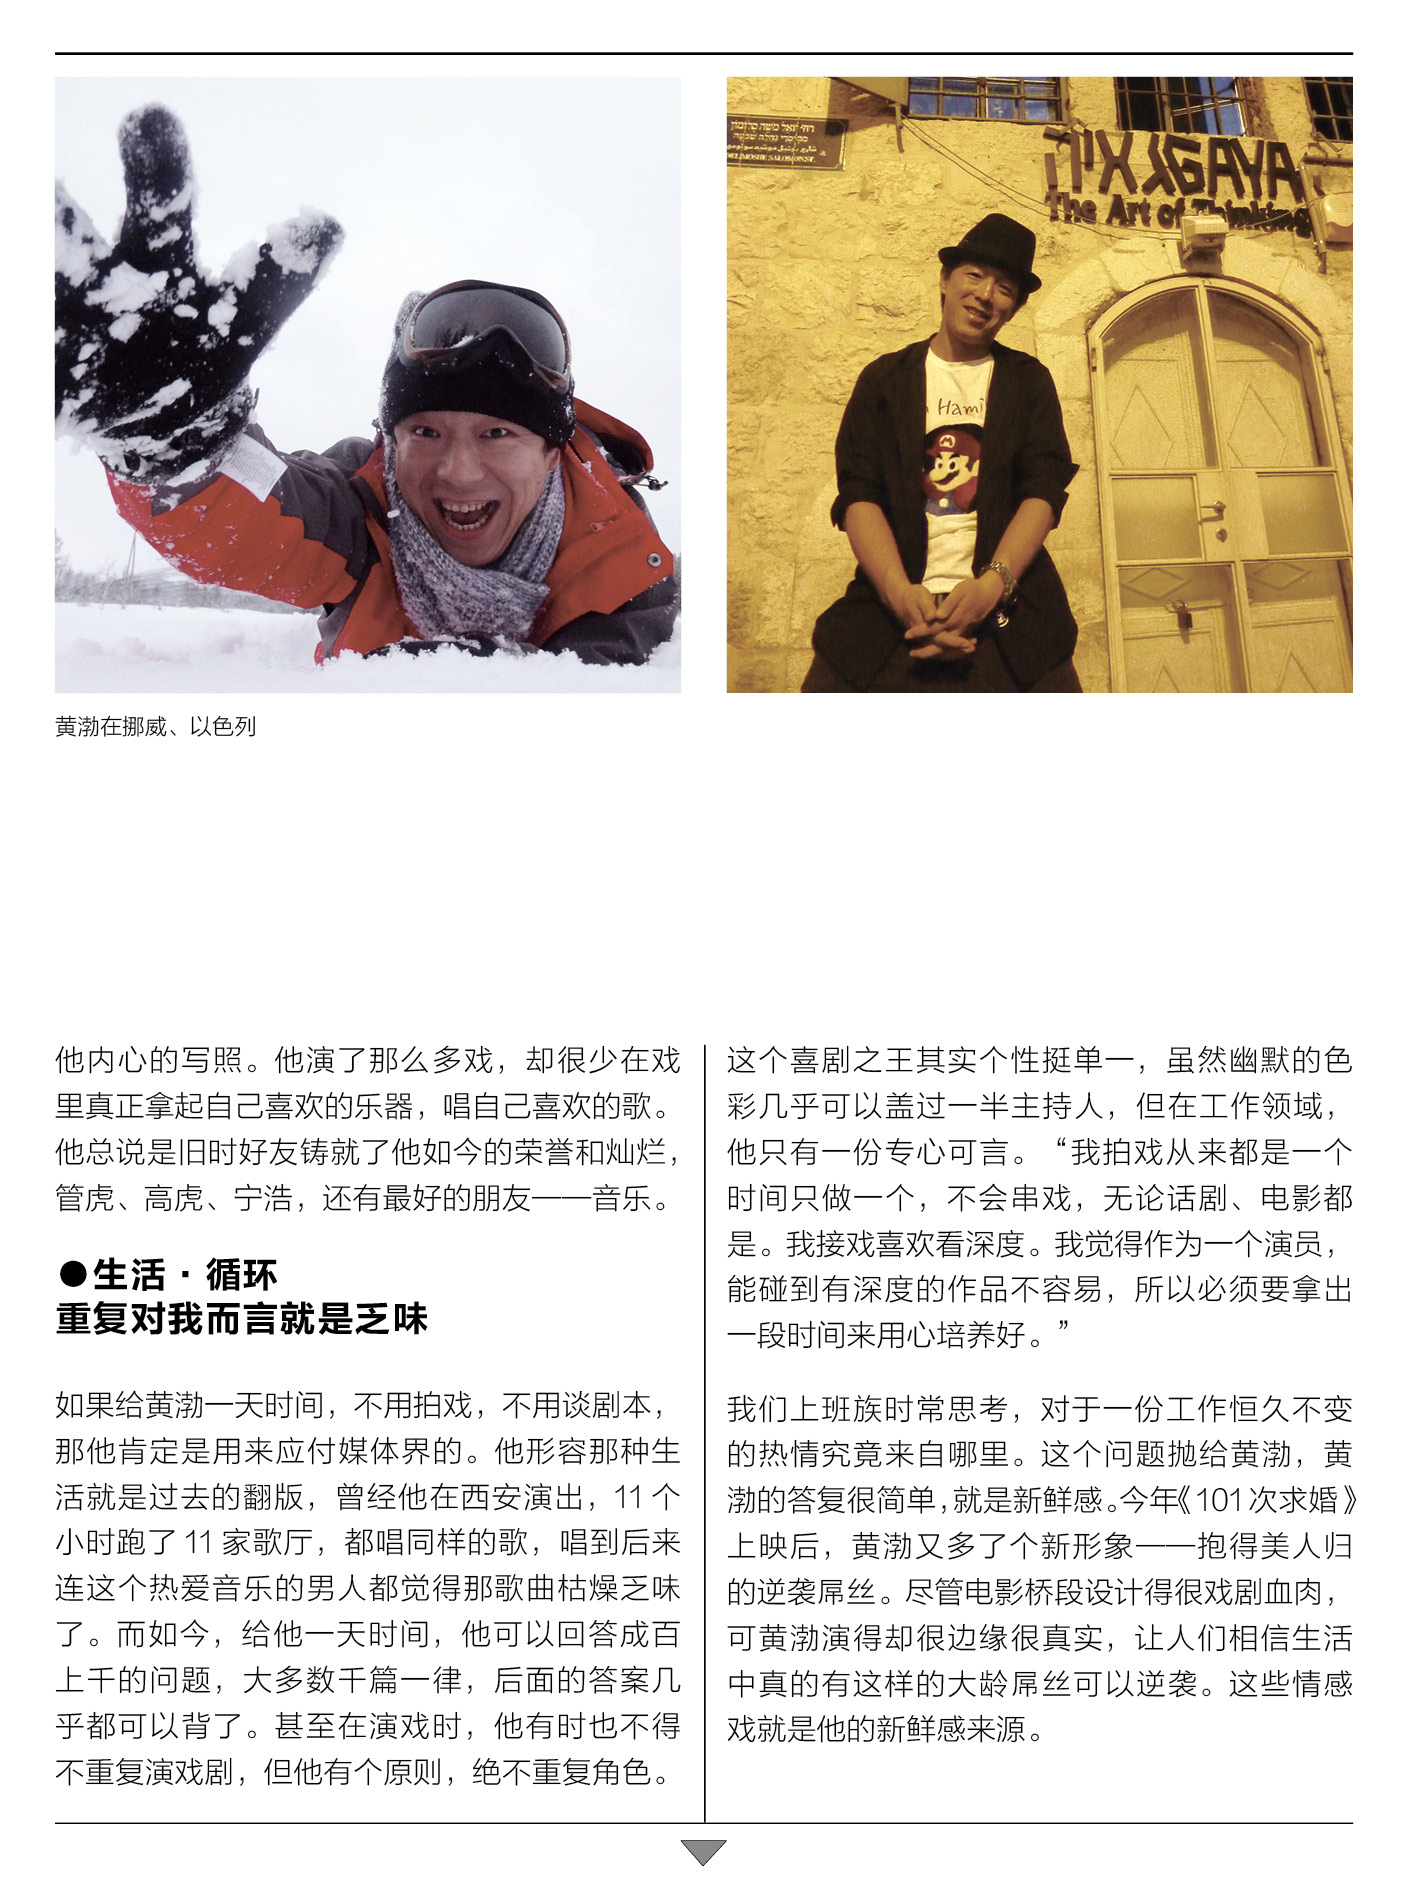 רחי יואל משה סלומון
מכיסדי נחלת שבעה
YOEL MOSHE SALOMON ST.
GAYA
The Art of Thinking
Hami
M
黄渤在挪威、以色列
他内心的写照。他演了那么多戏，却很少在戏
里真正拿起自己喜欢的乐器，唱自己喜欢的歌。
他总说是旧时好友铸就了他如今的荣誉和灿烂，
管虎、高虎、宁浩，还有最好的朋友——音乐。
●生活·循环
重复对我而言就是乏味
如果给黄渤一天时间，不用拍戏，不用谈剧本，
那他肯定是用来应付媒体界的。他形容那种生
活就是过去的翻版，曾经他在西安演出，11 个
小时跑了 11 家歌厅，都唱同样的歌，唱到后来
连这个热爱音乐的男人都觉得那歌曲枯燥乏味
了。而如今，给他一天时间，他可以回答成百
上千的问题，大多数千篇一律，后面的答案几
乎都可以背了。甚至在演戏时，他有时也不得
不重复演戏剧，但他有个原则，绝不重复角色。
这个喜剧之王其实个性挺单一，虽然幽默的色
彩几乎可以盖过一半主持人，但在工作领域，
他只有一份专心可言。“我拍戏从来都是一个
时间只做一个，不会串戏，无论话剧、电影都
是。我接戏喜欢看深度。我觉得作为一个演员，
能碰到有深度的作品不容易，所以必须要拿出
一段时间来用心培养好。”
我们上班族时常思考，对于一份工作恒久不变
的热情究竟来自哪里。这个问题抛给黄渤，黄
渤的答复很简单，就是新鲜感。今年《101次求婚》
上映后，黄渤又多了个新形象——抱得美人归
的逆袭屌丝。尽管电影桥段设计得很戏剧血肉，
可黄渤演得却很边缘很真实，让人们相信生活
中真的有这样的大龄屌丝可以逆袭。这些情感
戏就是他的新鲜感来源。